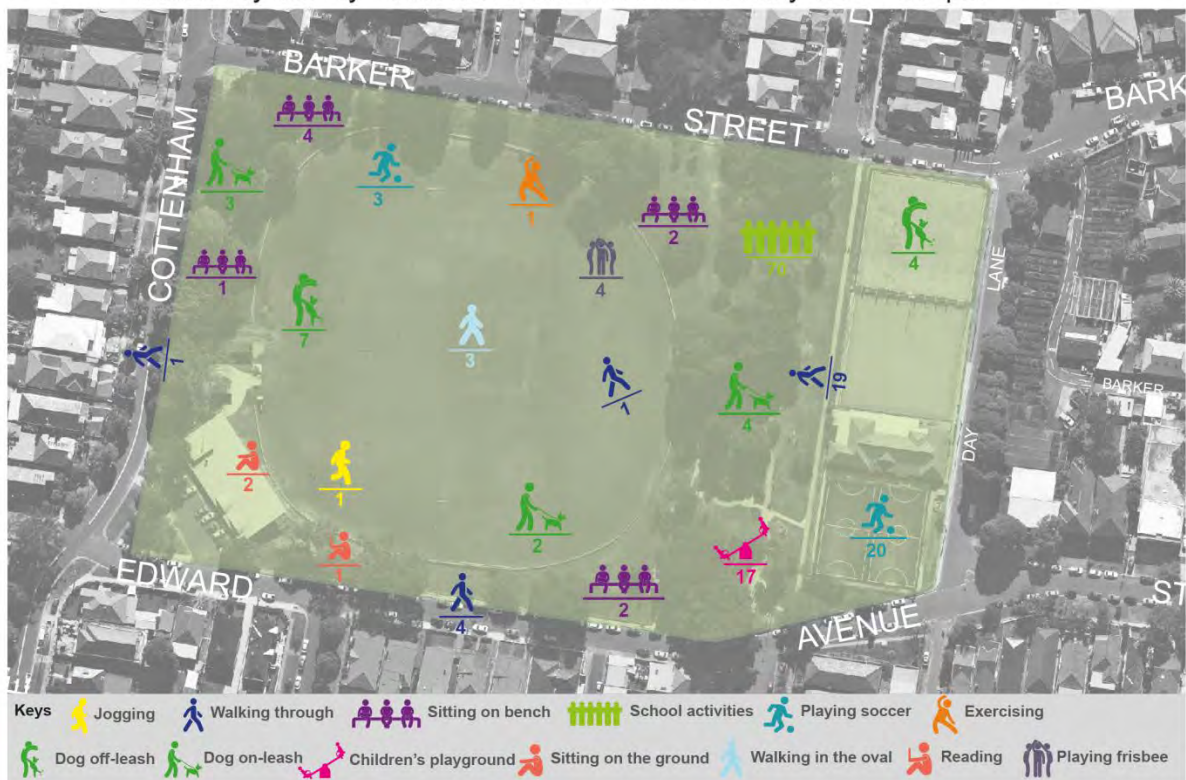 BARKER
STREET
BARK
COTTENHAM
4
3
3
1
2
4
70
4
LANE
1
7
3
1
4
19
BARKER
DAY
2
1
2
20
1
17
EDWARD
4
2
AVENUE
ST
Keys
Jogging
Walking through
Sitting on bench
School activities
Playing soccer
Exercising
Dog off-leash
Dog on-leash
Children's playground
Sitting on the ground
Walking in the oval
Reading
Playing frisbee